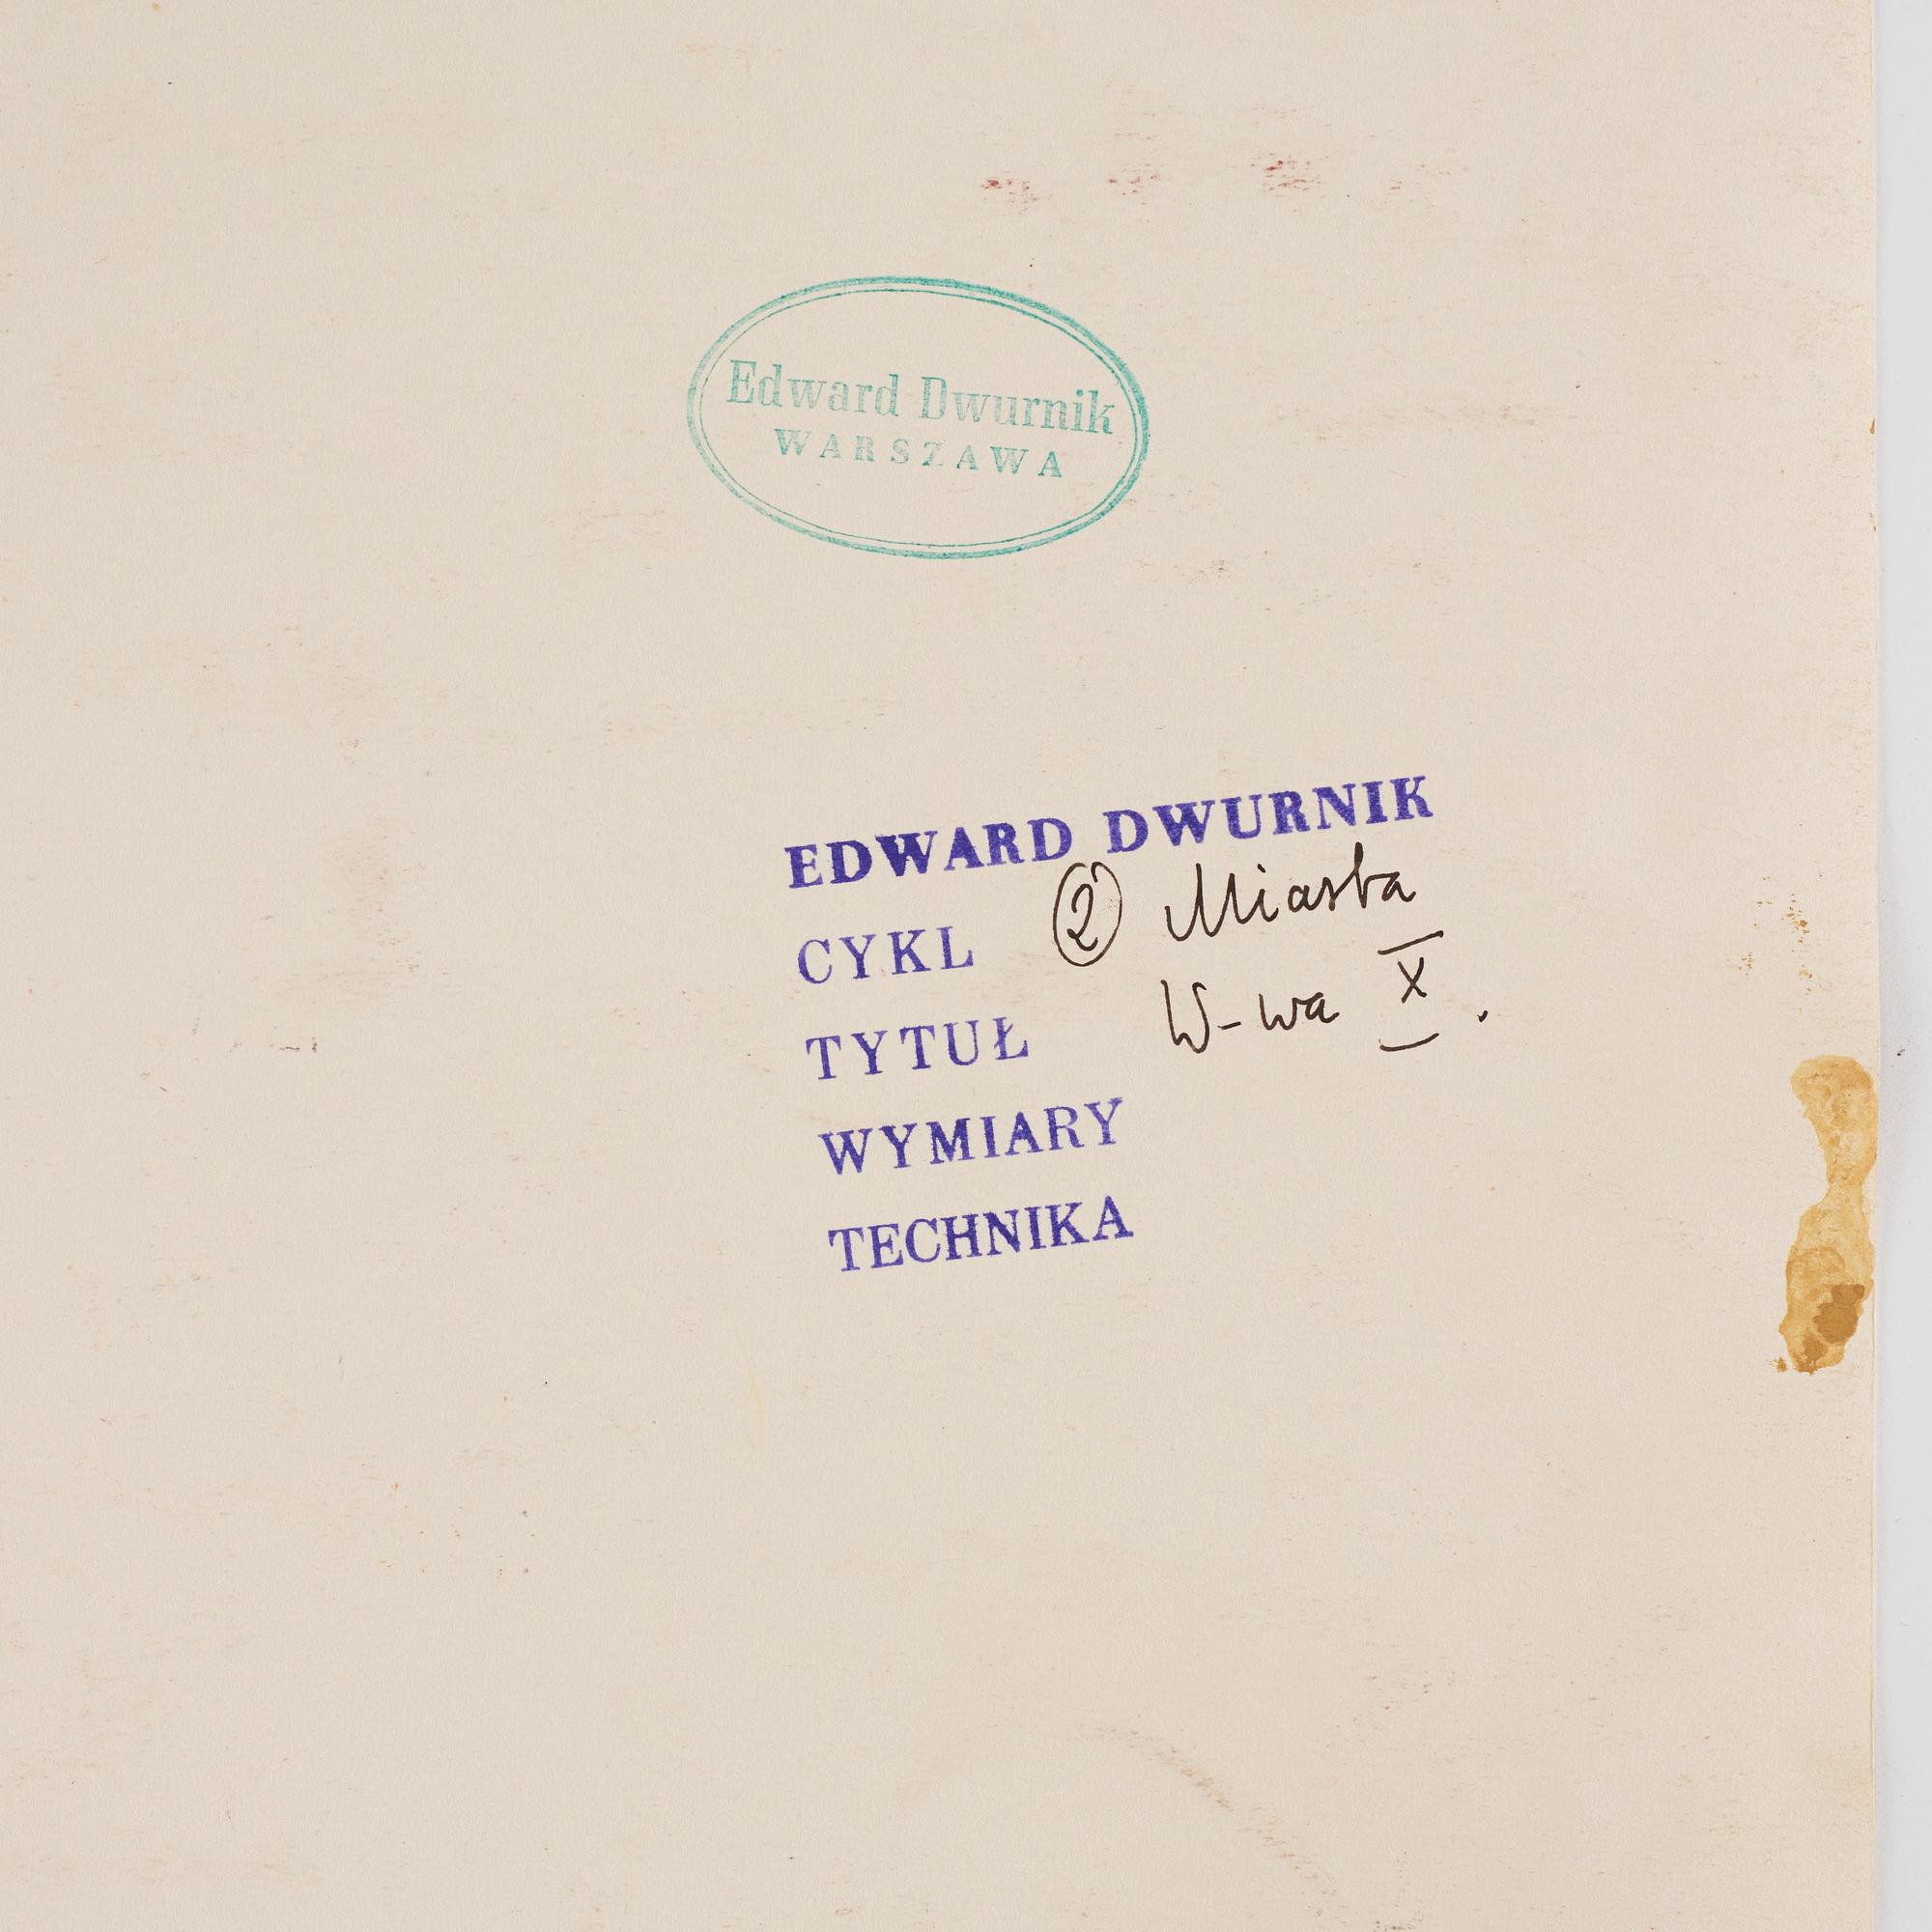 Edward Dwurnik
WARSZAWA
EDWARD DWURNIK
CYKL ② Miasta
TYTUŁ W-wa X.
WYMIARY
TECHNIKA